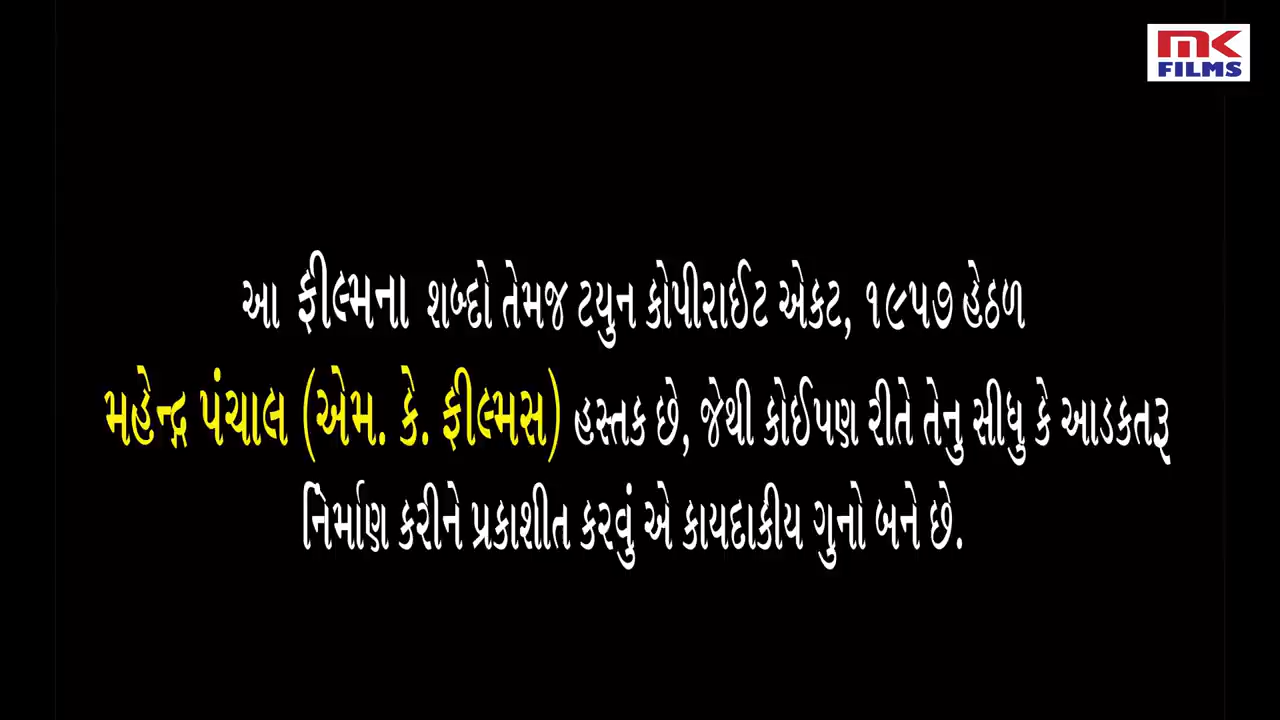 MK
FILMS
આ ફીલ્મના શબ્દો તેમજ ટયુન કોપીરાઈટ એકટ, ૧૯૫૭ હેઠળ
મહેન્દ્ર પંચાલ (એમ. કે. ફીલ્મસ) હસ્તક છે, જેથી કોઈપણ રીતે તેનુ સીધુ કે આડકતરૂ
નિર્માણ કરીને પ્રકાશીત કરવું એ કાયદાકીય ગુનો બને છે.